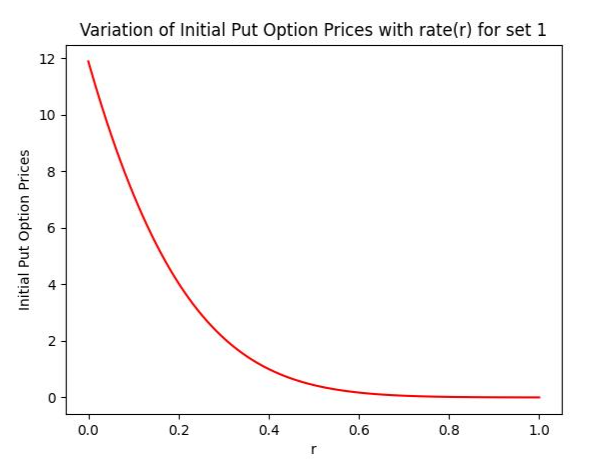 Variation of Initial Put Option Prices with rate(r) for set 1
12
10
8
6
4
2
0
Initial Put Option Prices
0.0 0.2 0.4 0.6 0.8 1.0
r